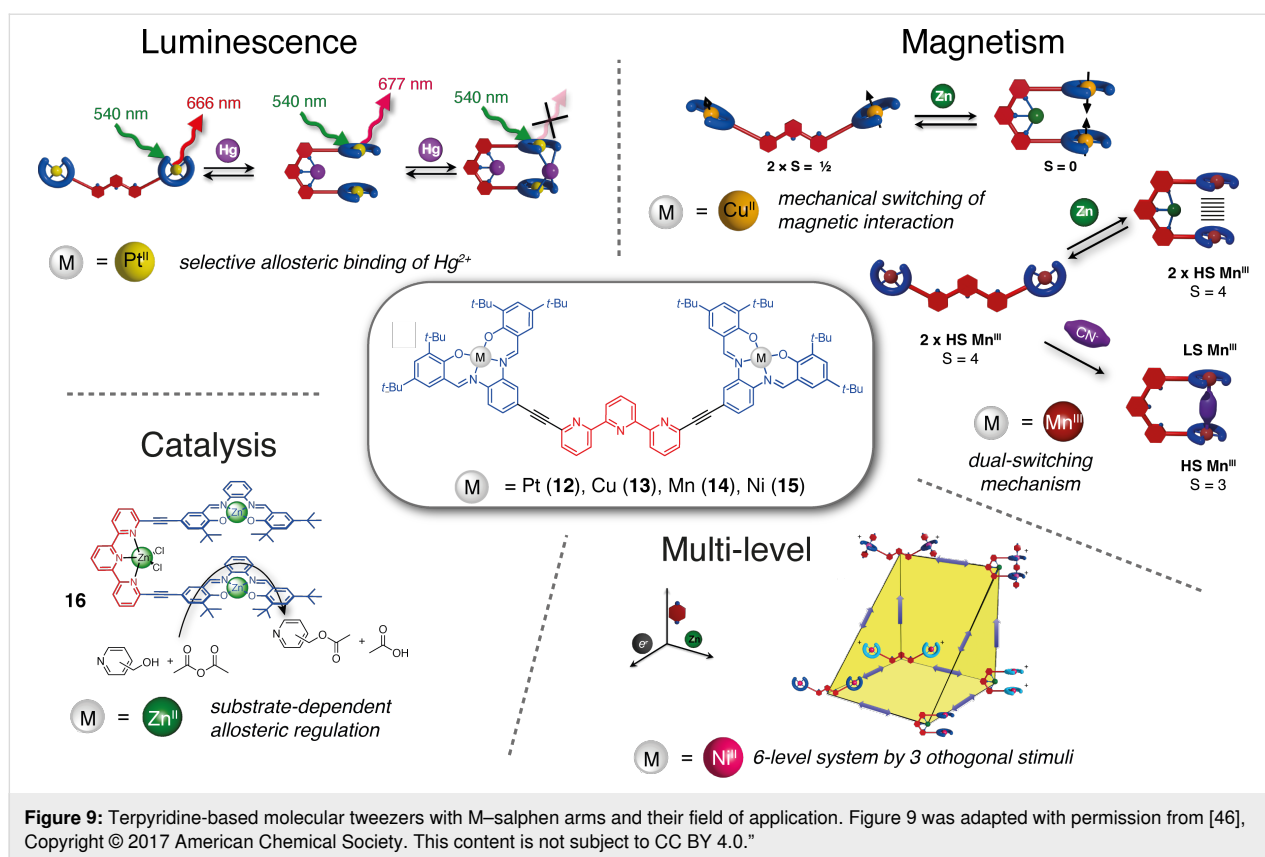 Luminescence
540 nm
666 nm
Hg
540 nm
677 nm
Hg
540 nm
M = Pt^II selective allosteric binding of Hg²⁺
Magnetism
Zn
2 x S = ½
S = 0
M = Cu^II mechanical switching of
magnetic interaction
Zn
2 x HS Mn^III
S = 4
2 x HS Mn^III
S = 4
CN⁻
LS Mn^III
HS Mn^III
S = 3
M = Mn^III
dual-switching
mechanism
t-Bu t-Bu t-Bu t-Bu
t-Bu O M O N N t-Bu
t-Bu t-Bu
M O O N N
N N N
M = Pt (12), Cu (13), Mn (14), Ni (15)
Catalysis
N N N
Zn Cl Cl
N Zn N O O
N Zn N O O
16
N OH + O O O
N O O + O OH
M = Zn^II substrate-dependent
allosteric regulation
Multi-level
e⁻ Zn
+ + + + + + + +
M = Ni^II 6-level system by 3 othogonal stimuli
Figure 9: Terpyridine-based molecular tweezers with M–salphen arms and their field of application. Figure 9 was adapted with permission from [46],
Copyright © 2017 American Chemical Society. This content is not subject to CC BY 4.0.”